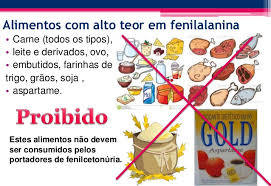 Alimentos com alto teor em fenilalanina
• Carne (todos os tipos),
• leite e derivados, ovo,
• embutidos, farinhas de
trigo, grãos, soja ,
• aspartame.
Proibido
Estes alimentos não devem
ser consumidos pelos
portadores de fenilcetonúria.
GOLD
Aspartame